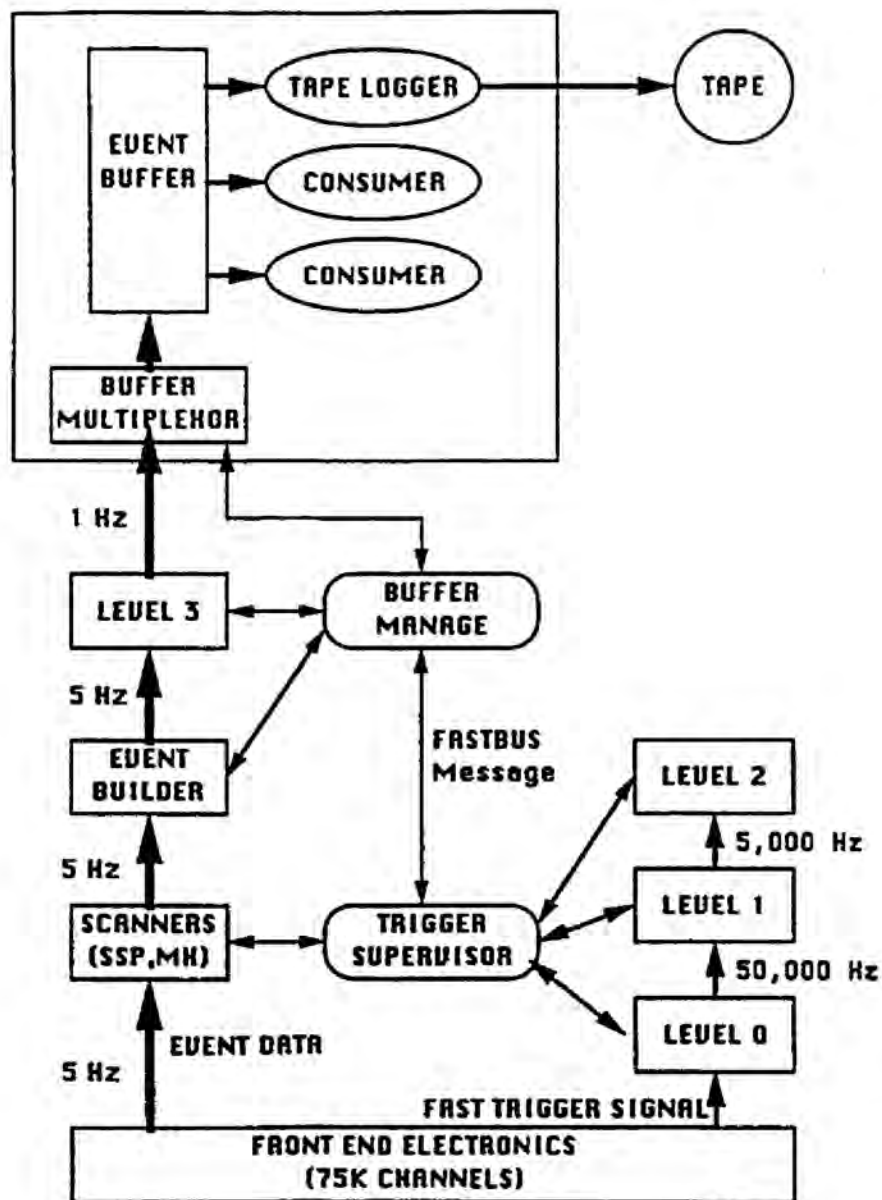 TAPE LOGGER
TAPE
EVENT
BUFFER
CONSUMER
CONSUMER
BUFFER
MULTIPLEXOR
1 Hz
LEVEL 3
BUFFER
MANAGE
5 Hz
EVENT
BUILDER
FASTBUS
Message
LEVEL 2
5,000 Hz
5 Hz
SCANNERS
(SSP,MX)
TRIGGER
SUPERVISOR
LEVEL 1
50,000 Hz
EVENT DATA
LEVEL 0
5 Hz
FAST TRIGGER SIGNAL
FRONT END ELECTRONICS
(75K CHANNELS)